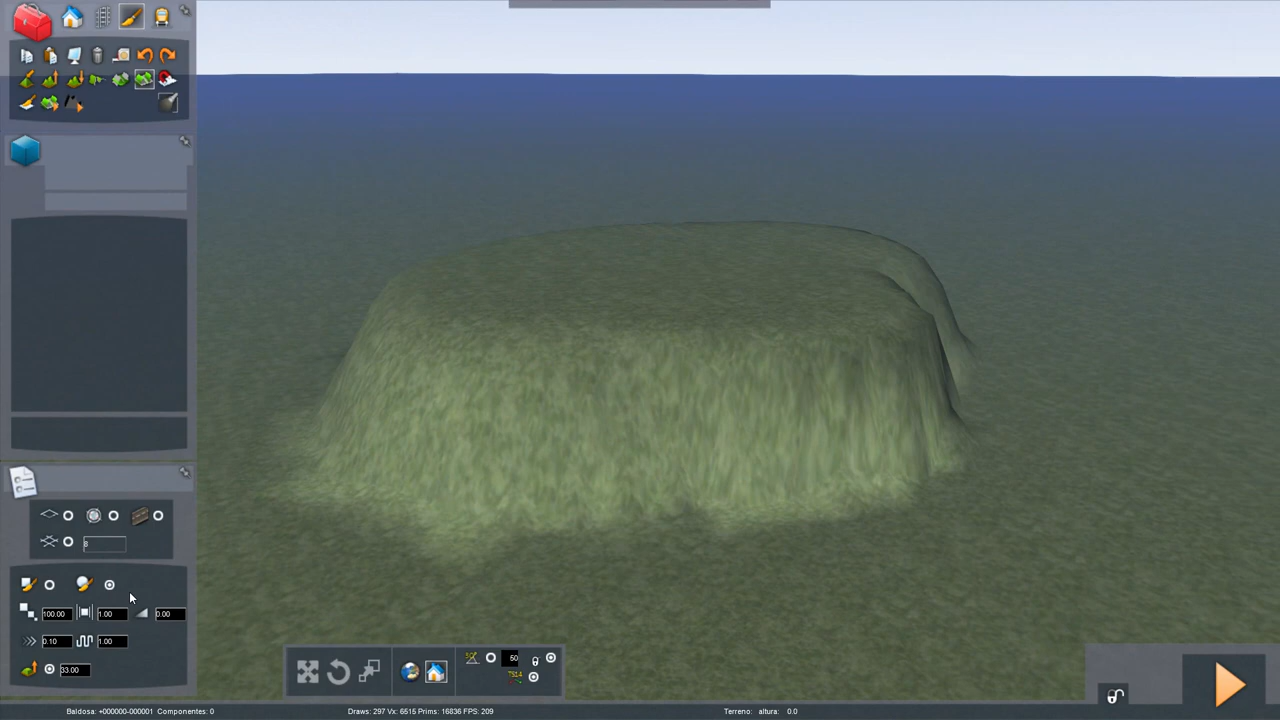 8
100.00 1.00 0.00
0.10 1.00
33.00
50
Baldosa: +000000-000001 Componentes: 0 Draws: 297 Vx: 6515 Prims: 16836 FPS: 209 Terreno: altura: 0.0